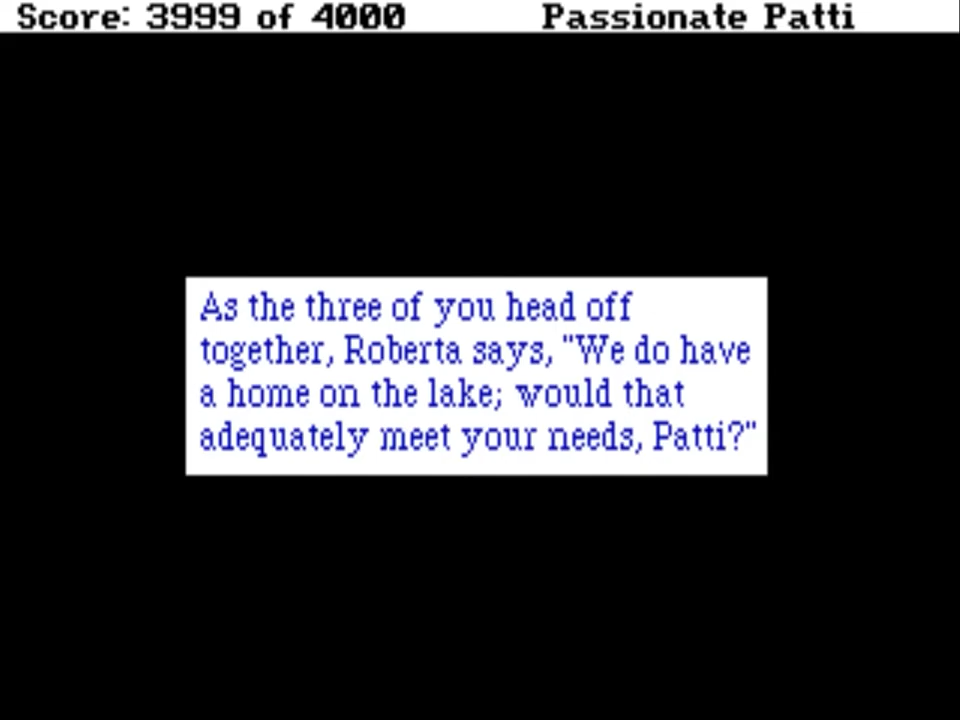 Score: 3999 of 4000 Passionate Patti
As the three of you head off
together, Roberta says, "We do have
a home on the lake; would that
adequately meet your needs, Patti?"